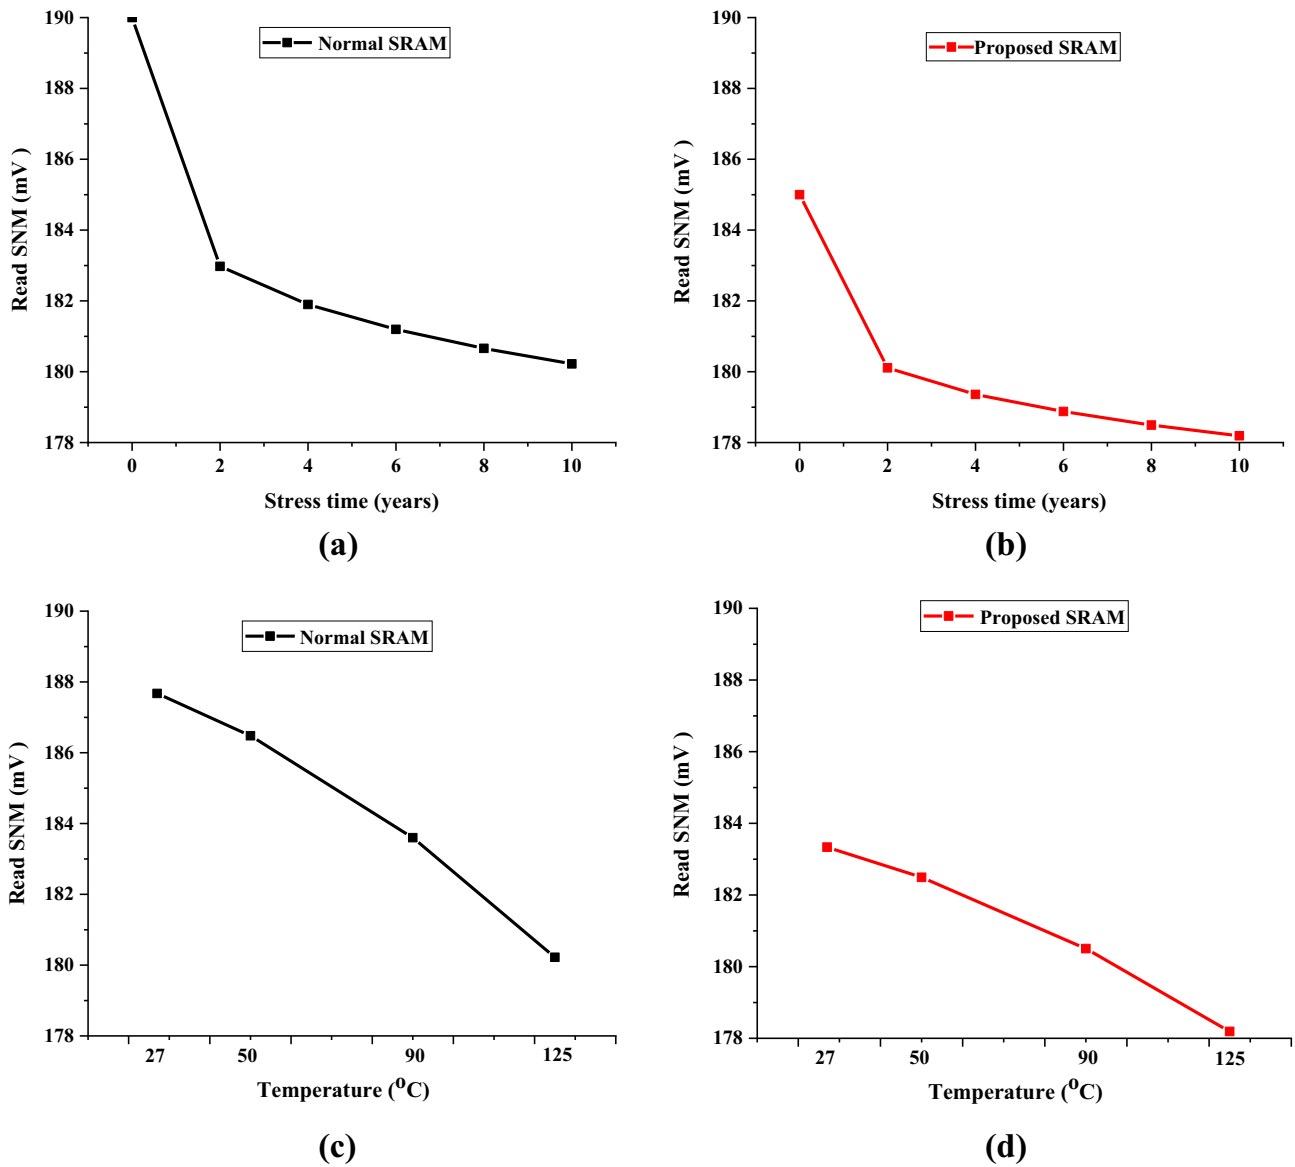 190
188
186
184
182
180
178
Read SNM (mV )
Normal SRAM
0 2 4 6 8 10
Stress time (years)
(a)
190
188
186
184
182
180
178
Read SNM (mV )
Proposed SRAM
0 2 4 6 8 10
Stress time (years)
(b)
190
188
186
184
182
180
178
Read SNM (mV )
Normal SRAM
27 50 90 125
Temperature (⁰C)
(c)
190
188
186
184
182
180
178
Read SNM (mV )
Proposed SRAM
27 50 90 125
Temperature (⁰C)
(d)